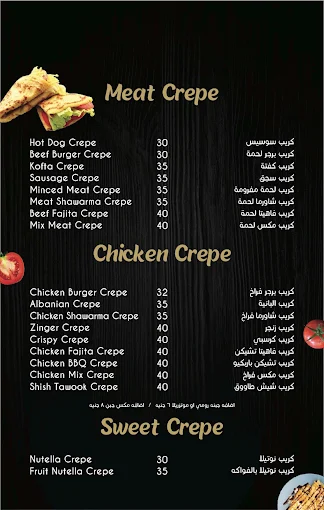 Meat Crepe
Hot Dog Crepe 30 كريب سوسيس
Beef Burger Crepe 30 كريب برجر لحمة
Kofta Crepe 35 كريب كفتة
Sausage Crepe 35 كريب سجق
Minced Meat Crepe 35 كريب لحمة مفرومة
Meat Shawarma Crepe 35 كريب شاورما لحمة
Beef Fajita Crepe 40 كريب فاهيتا لحمة
Mix Meat Crepe 40 كريب مكس لحمة
Chicken Crepe
Chicken Burger Crepe 32 كريب برجر فراخ
Albanian Crepe 35 كريب البانية
Chicken Shawarma Crepe 35 كريب شاورما فراخ
Zinger Crepe 40 كريب زنجر
Crispy Crepe 40 كريب كرسبي
Chicken Fajita Crepe 40 كريب فاهيتا تشيكن
Chicken BBQ Crepe 40 كريب تشيكن باربكيو
Chicken Mix Crepe 40 كريب مكس فراخ
Shish Tawook Crepe 40 كريب شيش طاووق
اضافه جبنه رومي او موتزريلا ٦ جنيه / اضافه مكس جبن ٨ جنيه
Sweet Crepe
Nutella Crepe 30 كريب نوتيلا
Fruit Nutella Crepe 35 كريب نوتيلا بالفواكه